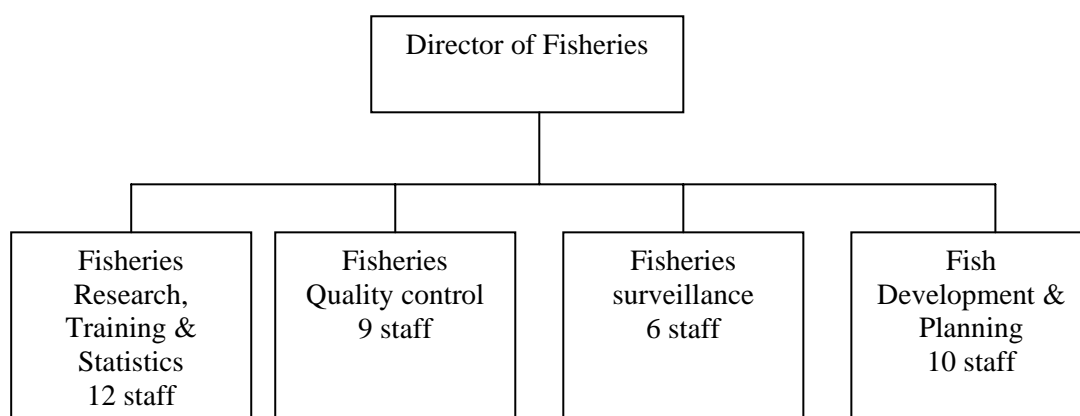 Director of Fisheries
Fisheries
Research,
Training &
Statistics
12 staff
Fisheries
Quality control
9 staff
Fisheries
surveillance
6 staff
Fish
Development &
Planning
10 staff